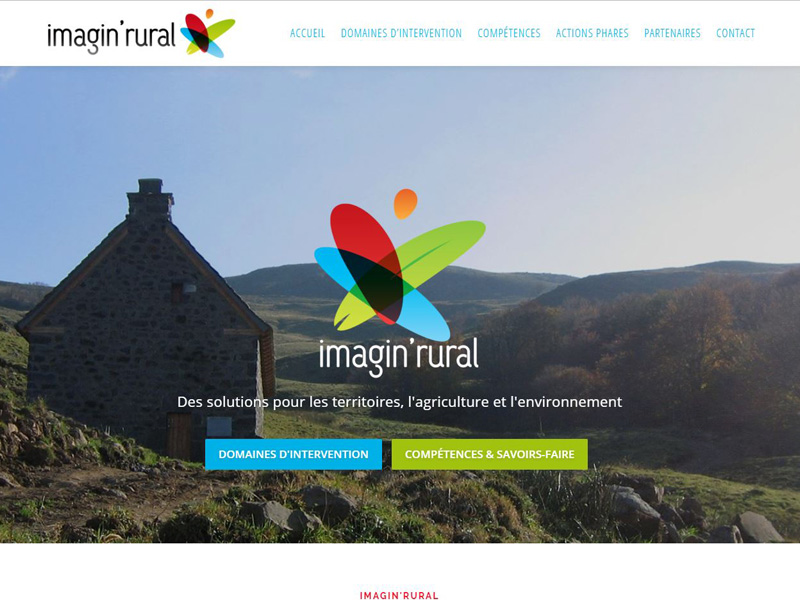 imagin'rural
ACCUEIL DOMAINES D'INTERVENTION COMPÉTENCES ACTIONS PHARES PARTENAIRES CONTACT
imagin'rural
Des solutions pour les territoires, l'agriculture et l'environnement
DOMAINES D'INTERVENTION COMPÉTENCES & SAVOIRS-FAIRE
IMAGIN'RURAL